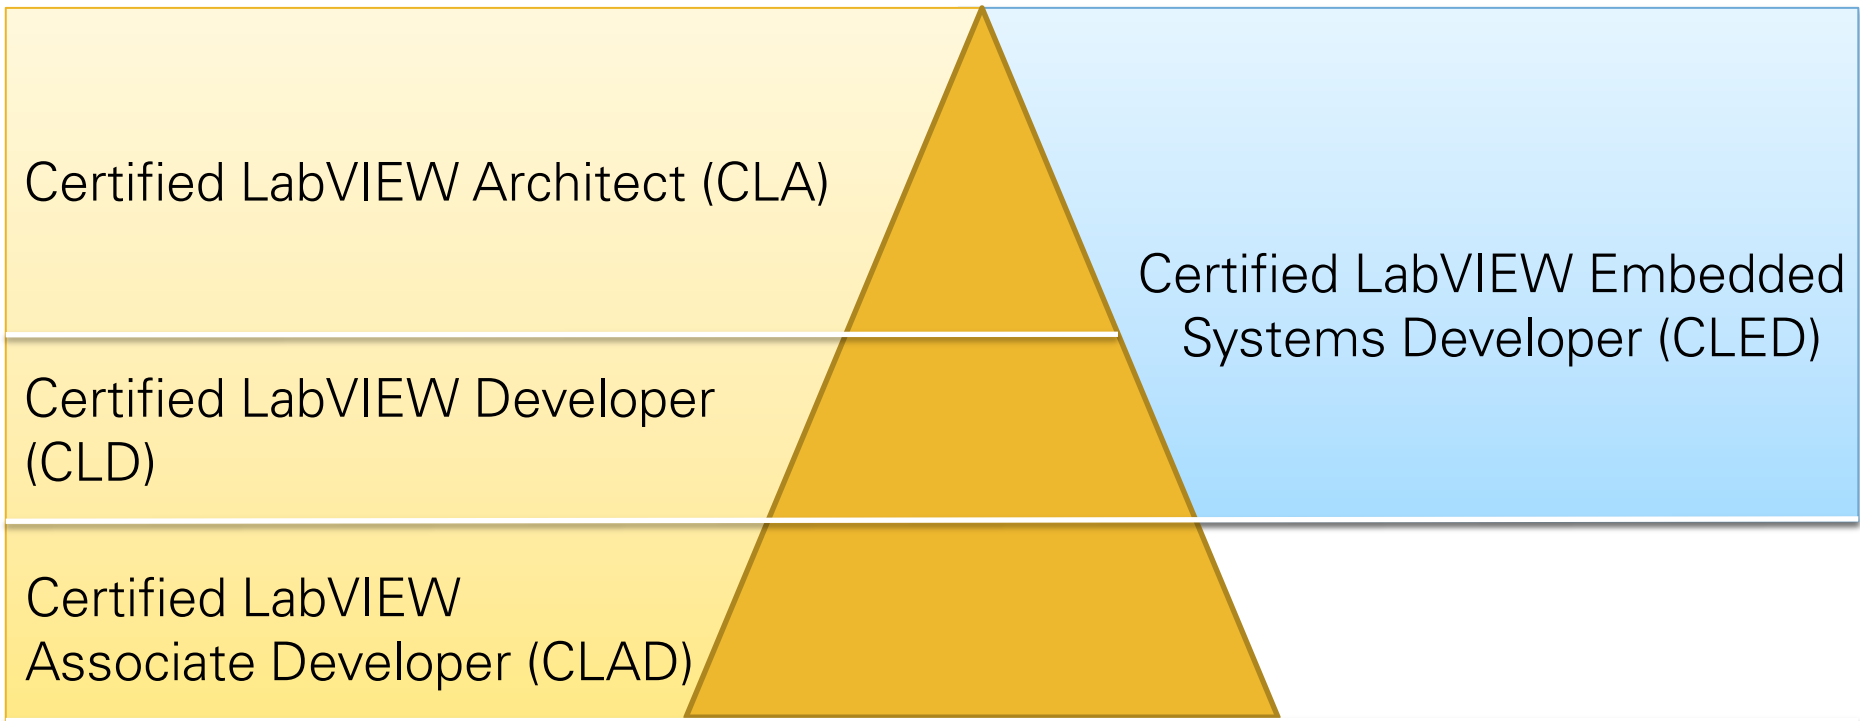 Certified LabVIEW Architect (CLA)
Certified LabVIEW Developer
(CLD)
Certified LabVIEW
Associate Developer (CLAD)
Certified LabVIEW Embedded
Systems Developer (CLED)